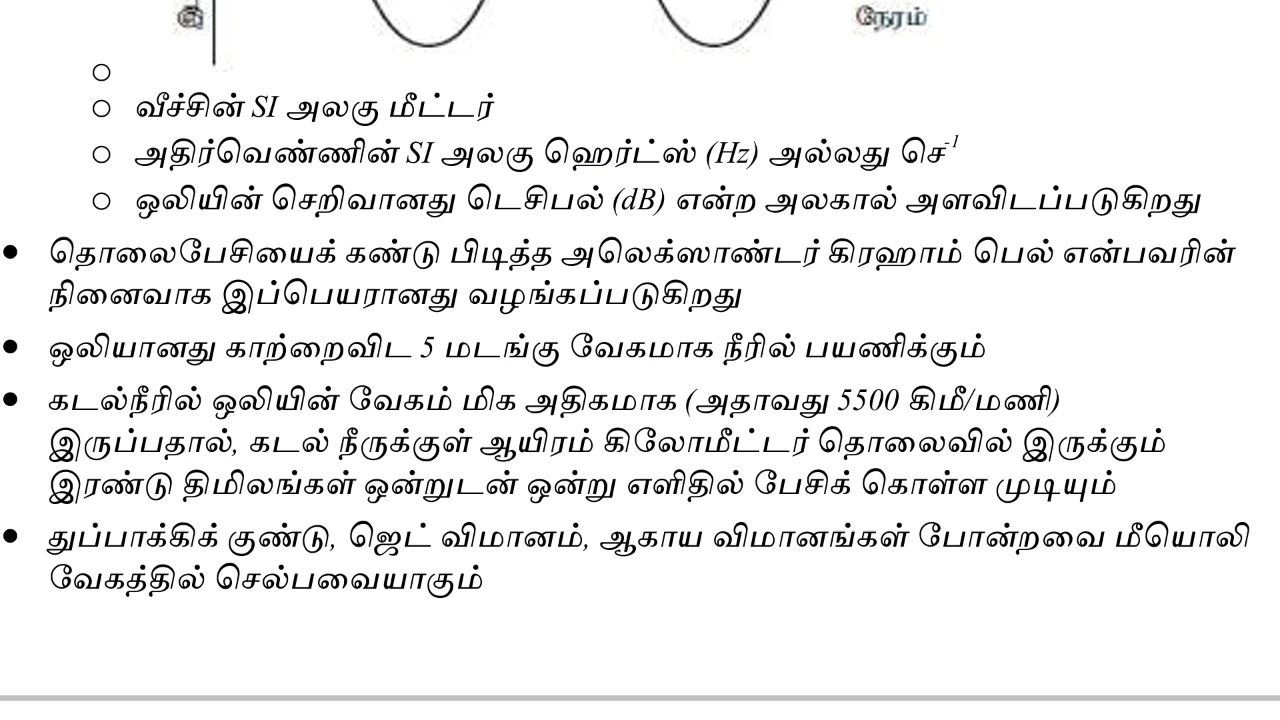 நேரம்
○
○ வீச்சின் SI அலகு மீட்டர்
○ அதிர்வெண்ணின் SI அலகு ஹெர்ட்ஸ் (Hz) அல்லது செ⁻¹
○ ஒலியின் செறிவானது டெசிபல் (dB) என்ற அலகால் அளவிடப்படுகிறது
● தொலைபேசியைக் கண்டு பிடித்த அலெக்ஸாண்டர் கிரஹாம் பெல் என்பவரின்
நினைவாக இப்பெயரானது வழங்கப்படுகிறது
● ஒலியானது காற்றைவிட 5 மடங்கு வேகமாக நீரில் பயணிக்கும்
● கடல்நீரில் ஒலியின் வேகம் மிக அதிகமாக (அதாவது 5500 கிமீ/மணி)
இருப்பதால், கடல் நீருக்குள் ஆயிரம் கிலோமீட்டர் தொலைவில் இருக்கும்
இரண்டு திமிலங்கள் ஒன்றுடன் ஒன்று எளிதில் பேசிக் கொள்ள முடியும்
● துப்பாக்கிக் குண்டு, ஜெட் விமானம், ஆகாய விமானங்கள் போன்றவை மீயொலி
வேகத்தில் செல்பவையாகும்